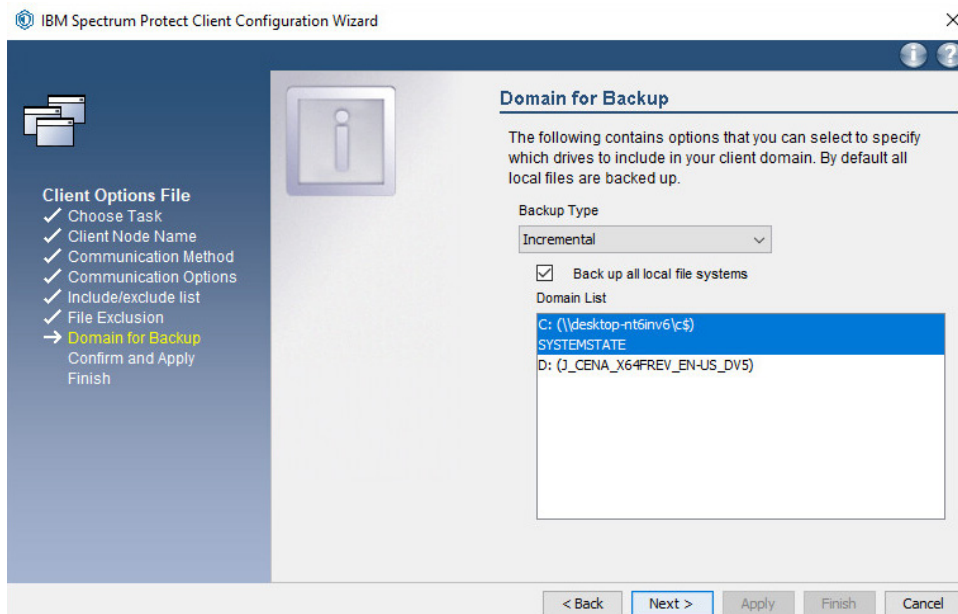 IBM Spectrum Protect Client Configuration Wizard
Client Options File
Choose Task
Client Node Name
Communication Method
Communication Options
Include/exclude list
File Exclusion
Domain for Backup
Confirm and Apply
Finish
Domain for Backup
The following contains options that you can select to specify
which drives to include in your client domain. By default all
local files are backed up.
Backup Type
Incremental
Back up all local file systems
Domain List
C: (\\desktop-nt6inv6\c$)
SYSTEMSTATE
D: (J_CENA_X64FREV_EN-US_DV5)
< Back
Next >
Apply
Finish
Cancel